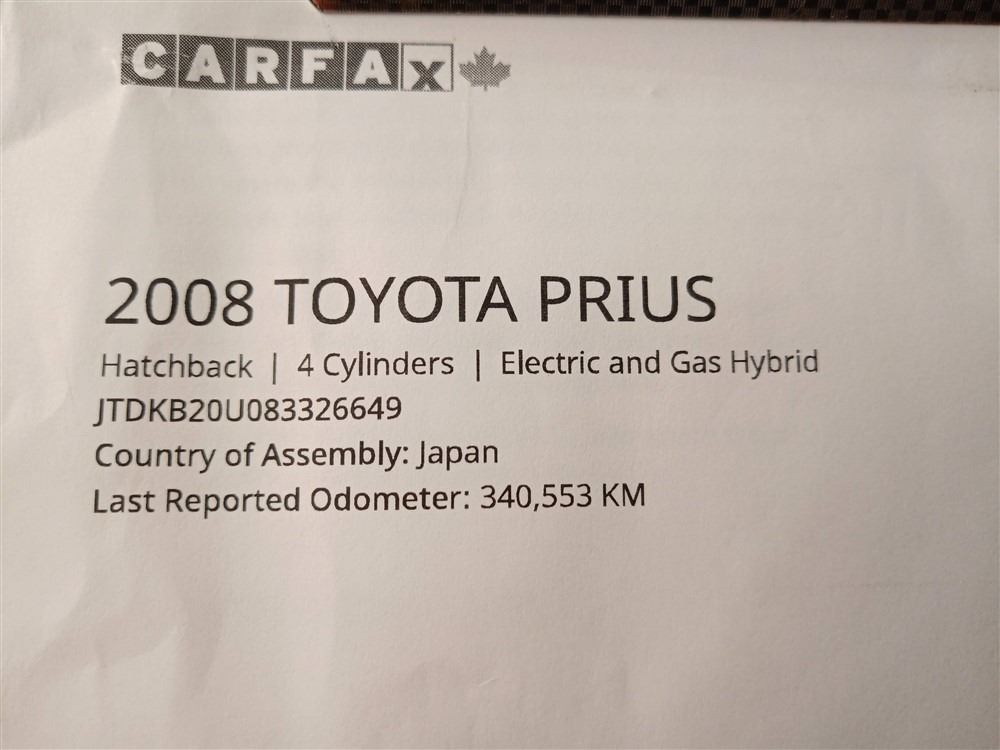 CARFAX
2008 TOYOTA PRIUS
Hatchback | 4 Cylinders | Electric and Gas Hybrid
JTDKB20U083326649
Country of Assembly: Japan
Last Reported Odometer: 340,553 KM